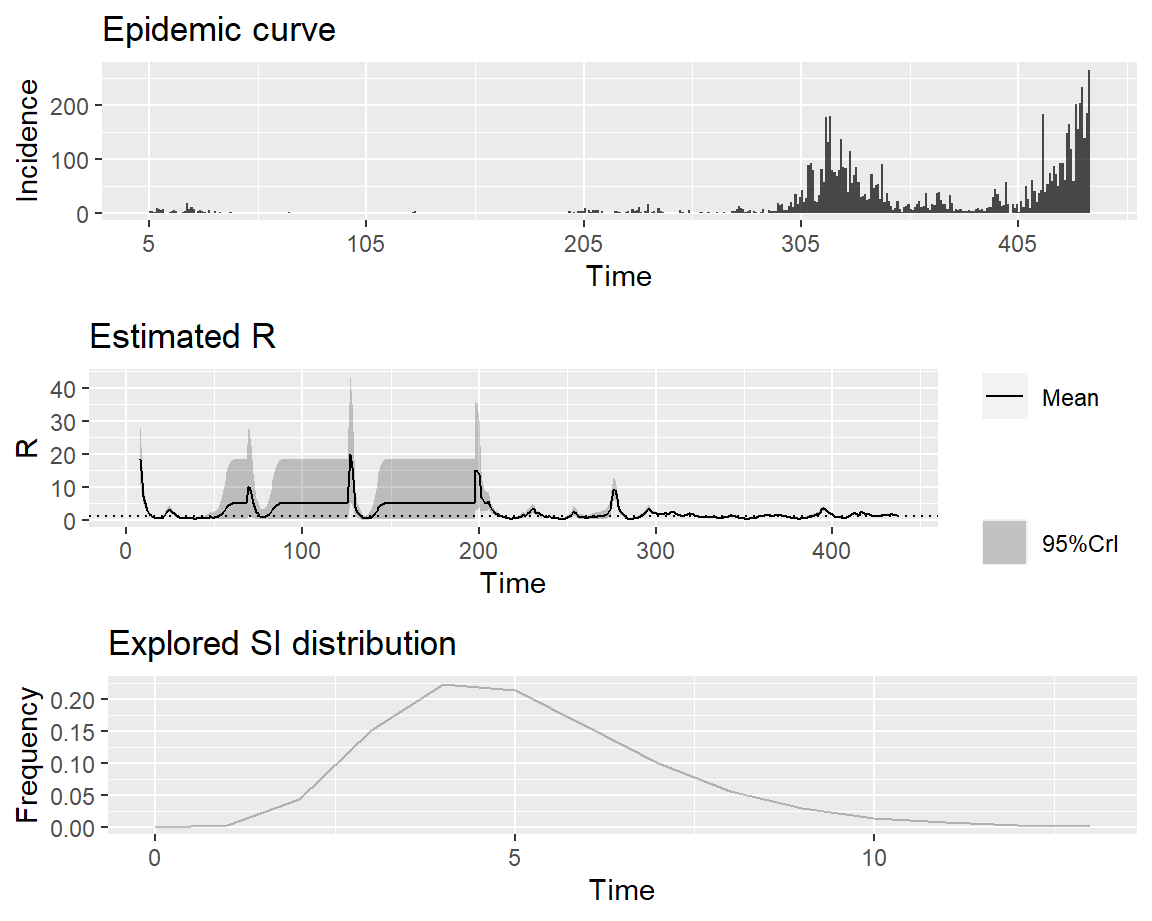 Epidemic curve
200
100
0
Incidence
5 105 205 305 405
Time
Estimated R
40
30
20
10
0
R
0 100 200 300 400
Time
Mean
95%CrI
Explored SI distribution
0.20
0.15
0.10
0.05
0.00
Frequency
0 5 10
Time